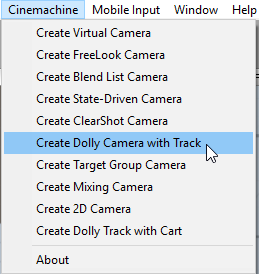 Cinemachine Mobile Input Window Help
Create Virtual Camera
Create FreeLook Camera
Create Blend List Camera
Create State-Driven Camera
Create ClearShot Camera
Create Dolly Camera with Track
Create Target Group Camera
Create Mixing Camera
Create 2D Camera
Create Dolly Track with Cart
About